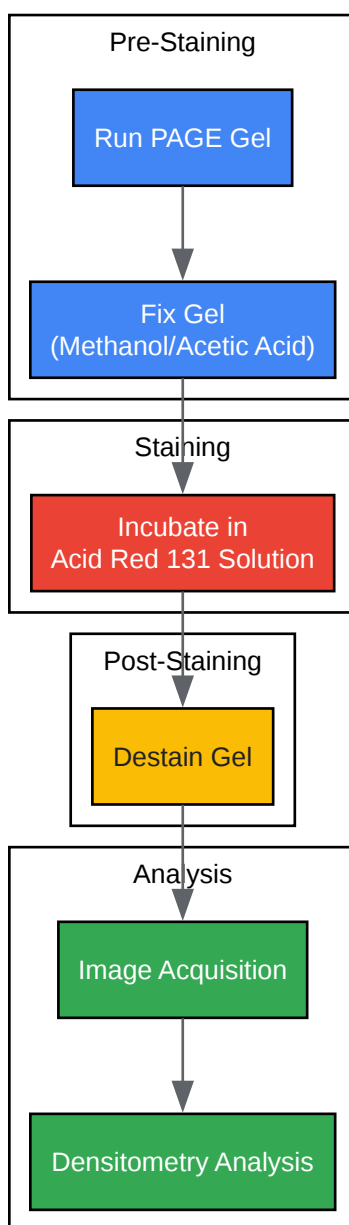 Pre-Staining
Run PAGE Gel
Fix Gel
(Methanol/Acetic Acid)
Staining
Incubate in
Acid Red 131 Solution
Post-Staining
Destain Gel
Analysis
Image Acquisition
Densitometry Analysis